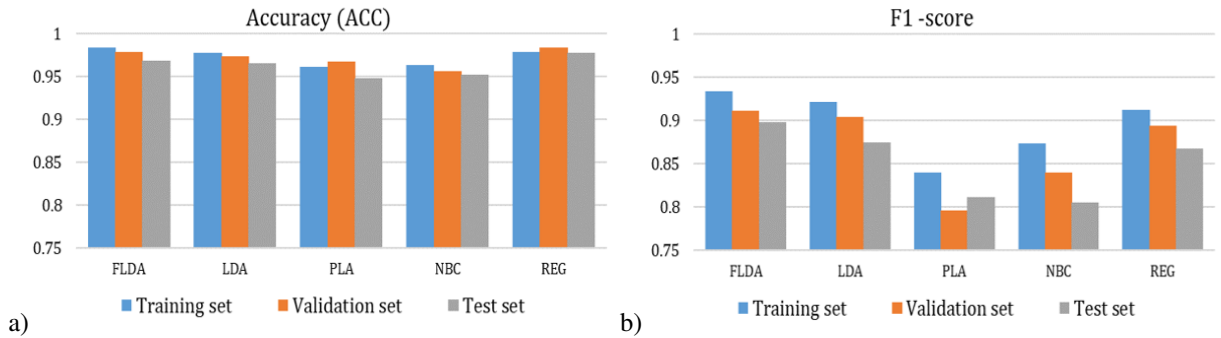 Accuracy (ACC)
1
0.95
0.9
0.85
0.8
0.75
FLDA LDA PLA NBC REG
Training set Validation set Test set
a)
F1 -score
1
0.95
0.9
0.85
0.8
0.75
FLDA LDA PLA NBC REG
Training set Validation set Test set
b)